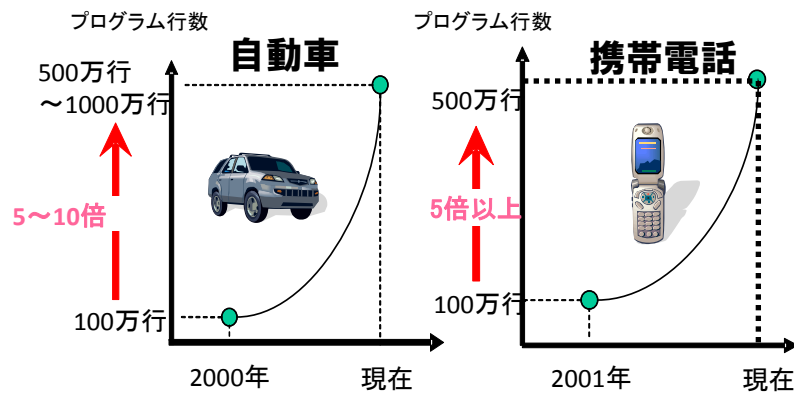 プログラム行数
自動車
500万行
～1000万行
5～10倍
100万行
2000年
現在
プログラム行数
携帯電話
500万行
5倍以上
100万行
2001年
現在